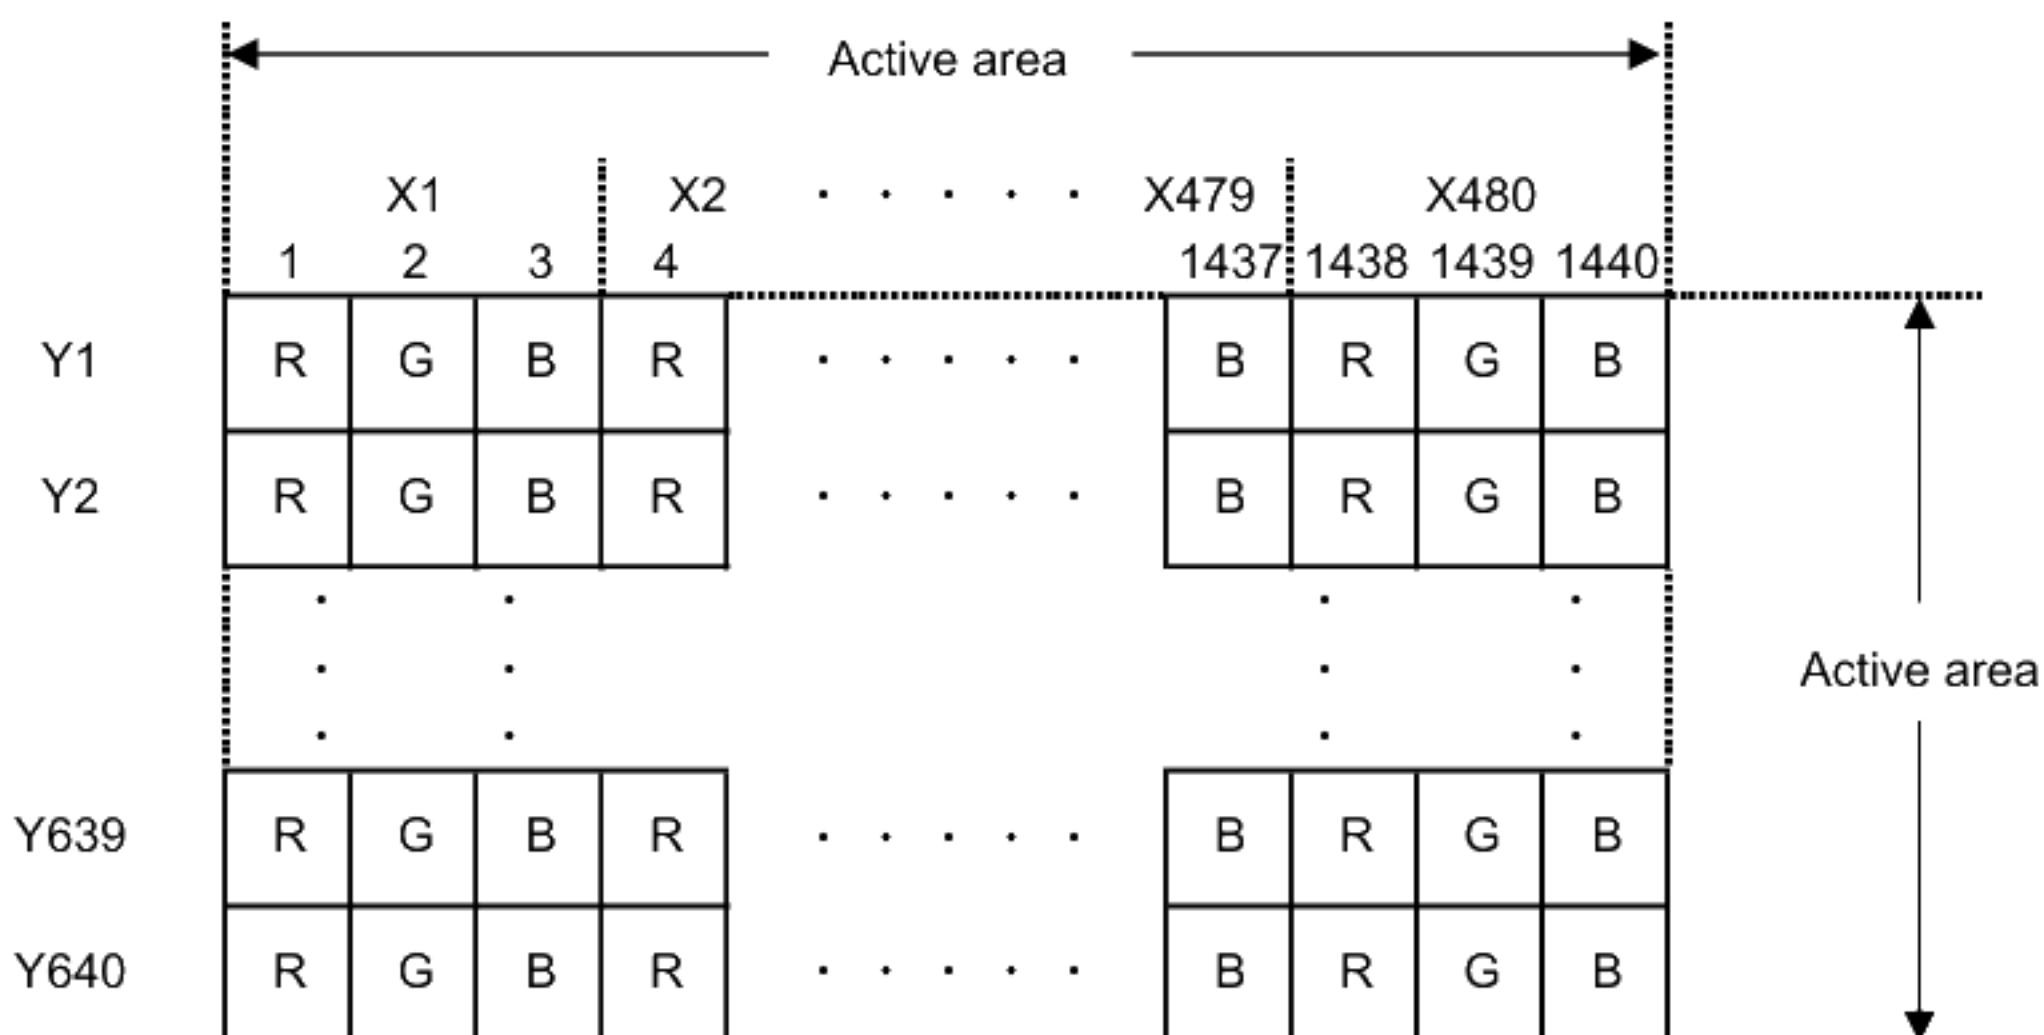 Active area
X1 X2 . . . . . X479 X480
1 2 3 4 1437 1438 1439 1440
Y1 R G B R . . . . . B R G B
Y2 R G B R . . . . . B R G B
Active area
Y639 R G B R . . . . . B R G B
Y640 R G B R . . . . . B R G B